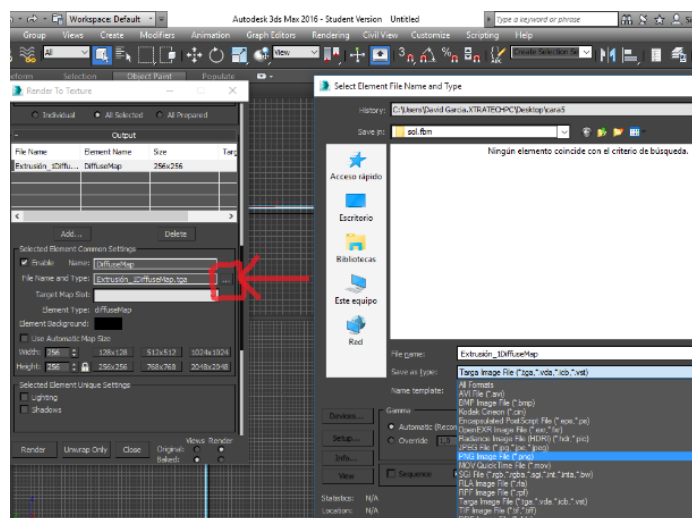 Workspace: Default
Autodesk 3ds Max 2016 - Student Version Untitled
Type a keyword or phrase
Group Views Create Modifiers Animation Graph Editors Rendering Civil View Customize Scripting Help
All
View
Create Selection Se
Selection Object Paint Populate
Render To Texture
Individual All Selected All Prepared
Output
File Name Element Name Size Targ
Extrusión_1Diffu... DiffuseMap 256x256
Add... Delete
Selected Element Common Settings
Enable Name: DiffuseMap
File Name and Type: Extrusión_1DiffuseMap.tga ...
Target Map Slot:
Element Type: diffuseMap
Element Background:
Use Automatic Map Size
Width: 256 128x128 512x512 1024x1024
Height: 256 256x256 768x768 2048x2048
Selected Element Unique Settings
Lighting
Shadows
Views Render
Render Unwrap Only Close Original:
Baked:
Select Element File Name and Type
History: C:\Users\David Garcia.XTRATECHPC\Desktop\cara5
Save in: sol.fbm
Ningún elemento coincide con el criterio de búsqueda.
Acceso rápido
Escritorio
Bibliotecas
Este equipo
Red
File name: Extrusión_1DiffuseMap
Save as type: Targa Image File (*.tga,*.vda,*.icb,*.vst)
Name template:
All Formats
AVI File (*.avi)
BMP Image File (*.bmp)
Kodak Cineon (*.cin)
Encapsulated PostScript File (*.eps,*.ps)
OpenEXR Image File (*.exr,*.fxr)
Radiance Image File (HDRI) (*.hdr,*.pic)
JPEG File (*.jpg,*.jpe,*.jpeg)
PNG Image File (*.png)
MOV QuickTime File (*.mov)
SGI File (*.rgb,*.rgba,*.sgi,*.int,*.inta,*.bw)
RLA Image File (*.rla)
RPF Image File (*.rpf)
Targa Image File (*.tga,*.vda,*.icb,*.vst)
TIF Image File (*.tif,*.tiff)
Devices...
Setup...
Info...
View
Gamma
Automatic (Recom
Override
Sequence
Statistics: N/A
Location: N/A